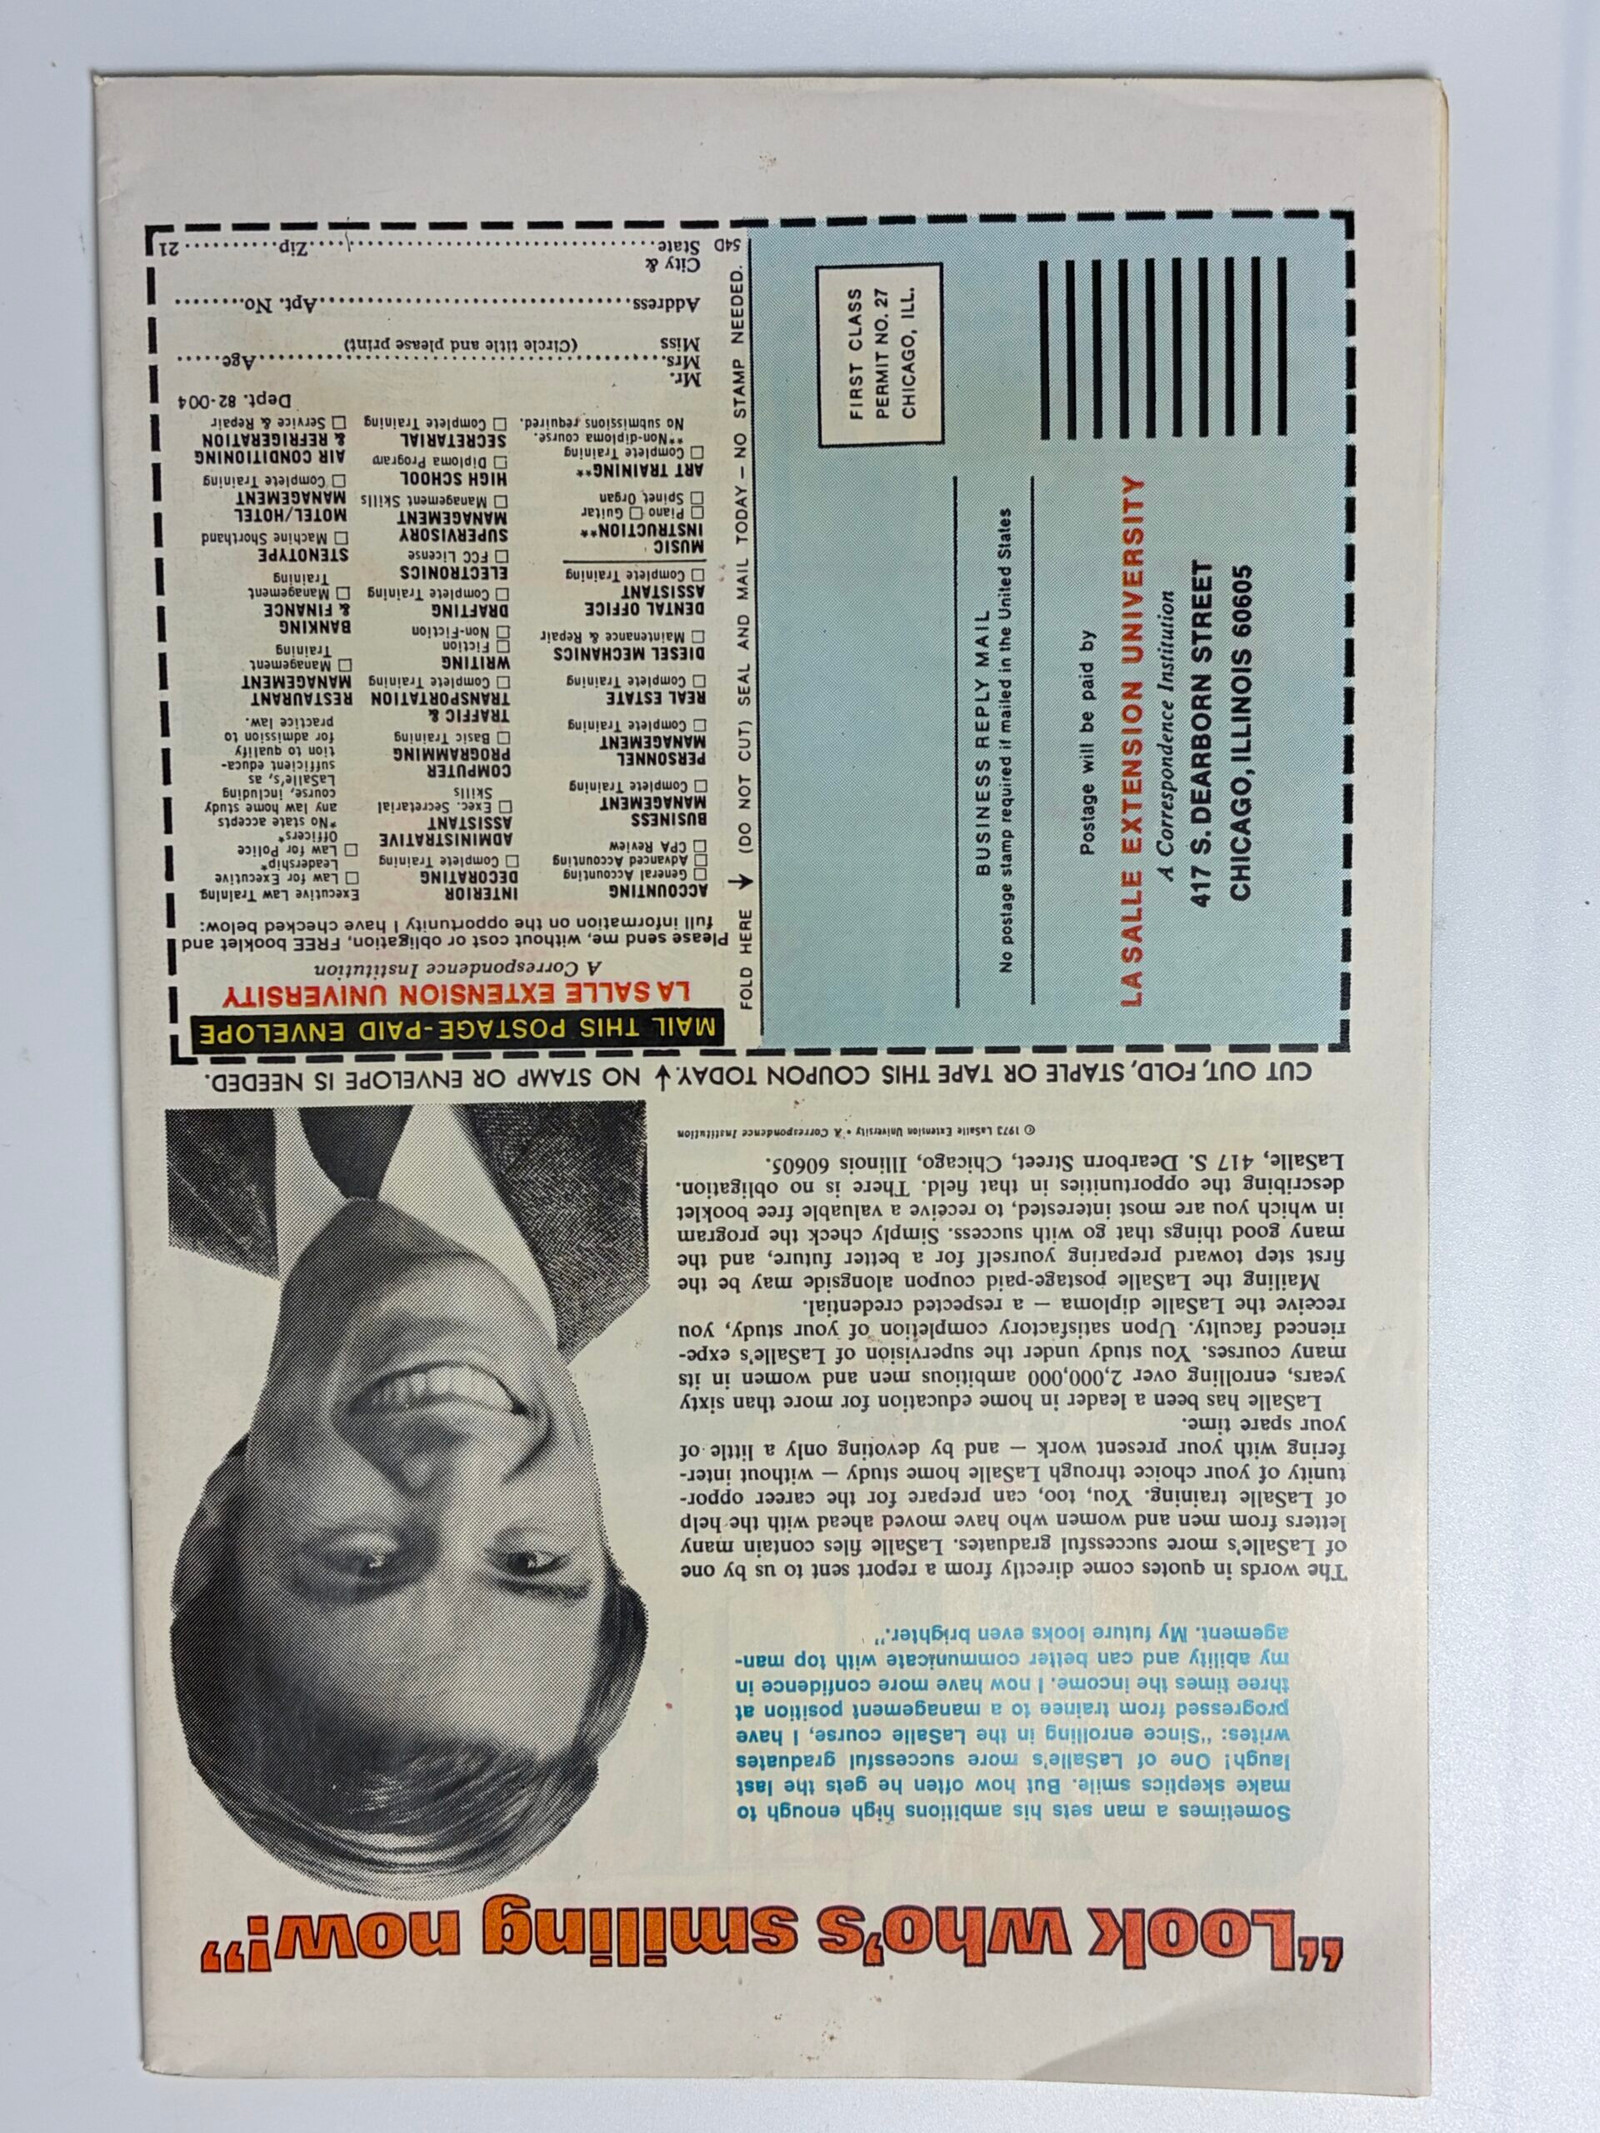 “Look who’s smiling now!”
Sometimes a man sets his ambitions high enough to
make skeptics smile. But how often he gets the last
laugh! One of LaSalle's more successful graduates
writes: "Since enrolling in the LaSalle course, I have
progressed from trainee to a management position at
three times the income. I now have more confidence in
my ability and can better communicate with top man-
agement. My future looks even brighter."
The words in quotes come directly from a report sent to us by one
of LaSalle's more successful graduates. LaSalle files contain many
letters from men and women who have moved ahead with the help
of LaSalle training. You, too, can prepare for the career oppor-
tunity of your choice through LaSalle home study — without inter-
fering with your present work — and by devoting only a little of
your spare time.
LaSalle has been a leader in home education for more than sixty
years, enrolling over 2,000,000 ambitious men and women in its
many courses. You study under the supervision of LaSalle's expe-
rienced faculty. Upon satisfactory completion of your study, you
receive the LaSalle diploma — a respected credential.
Mailing the LaSalle postage-paid coupon alongside may be the
first step toward preparing yourself for a better future, and the
many good things that go with success. Simply check the program
in which you are most interested, to receive a valuable free booklet
describing the opportunities in that field. There is no obligation.
LaSalle, 417 S. Dearborn Street, Chicago, Illinois 60605.
© 1973 LaSalle Extension University • A Correspondence Institution
CUT OUT, FOLD, STAPLE OR TAPE THIS COUPON TODAY.↓ NO STAMP OR ENVELOPE IS NEEDED.
FIRST CLASS
PERMIT NO. 27
CHICAGO, ILL.
BUSINESS REPLY MAIL
No postage stamp required if mailed in the United States
Postage will be paid by
LASALLE EXTENSION UNIVERSITY
A Correspondence Institution
417 S. DEARBORN STREET
CHICAGO, ILLINOIS 60605
FOLD HERE → (DO NOT CUT) SEAL AND MAIL TODAY — NO STAMP NEEDED.
MAIL THIS POSTAGE-PAID ENVELOPE
LA SALLE EXTENSION UNIVERSITY
A Correspondence Institution
Please send me, without cost or obligation, FREE booklet and
full information on the opportunity I have checked below:
ACCOUNTING
□ General Accounting
□ Advanced Accounting
□ CPA Review
BUSINESS
MANAGEMENT
□ Complete Training
PERSONNEL
MANAGEMENT
□ Complete Training
REAL ESTATE
□ Complete Training
DIESEL MECHANICS
□ Maintenance & Repair
DENTAL OFFICE
ASSISTANT
□ Complete Training
MUSIC
INSTRUCTION**
□ Piano □ Guitar
□ Spinet Organ
ART TRAINING**
□ Complete Training
**Non-diploma course.
No submissions required.
INTERIOR
DECORATING
□ Complete Training
ADMINISTRATIVE
ASSISTANT
□ Exec. Secretarial
Skills
COMPUTER
PROGRAMMING
□ Basic Training
TRAFFIC &
TRANSPORTATION
□ Complete Training
WRITING
□ Fiction
□ Non-Fiction
DRAFTING
□ Complete Training
ELECTRONICS
□ FCC License
SUPERVISORY
MANAGEMENT
□ Management Skills
HIGH SCHOOL
□ Diploma Program
SECRETARIAL
□ Complete Training
Executive Law Training
□ Law for Executive
Leadership*
□ Law for Police
Officers*
*No state accepts
any law home study
course, including
LaSalle's, as
sufficient educa-
tion to qualify
for admission to
practice law.
RESTAURANT
MANAGEMENT
□ Management
Training
BANKING
& FINANCE
□ Management
Training
STENOTYPE
□ Machine Shorthand
MOTEL/HOTEL
MANAGEMENT
□ Complete Training
AIR CONDITIONING
& REFRIGERATION
□ Service & Repair
Dept. 82-004
Mr.
Mrs. Age
Miss (Circle title and please print)
Address Apt. No.
City &
State Zip 21
54D